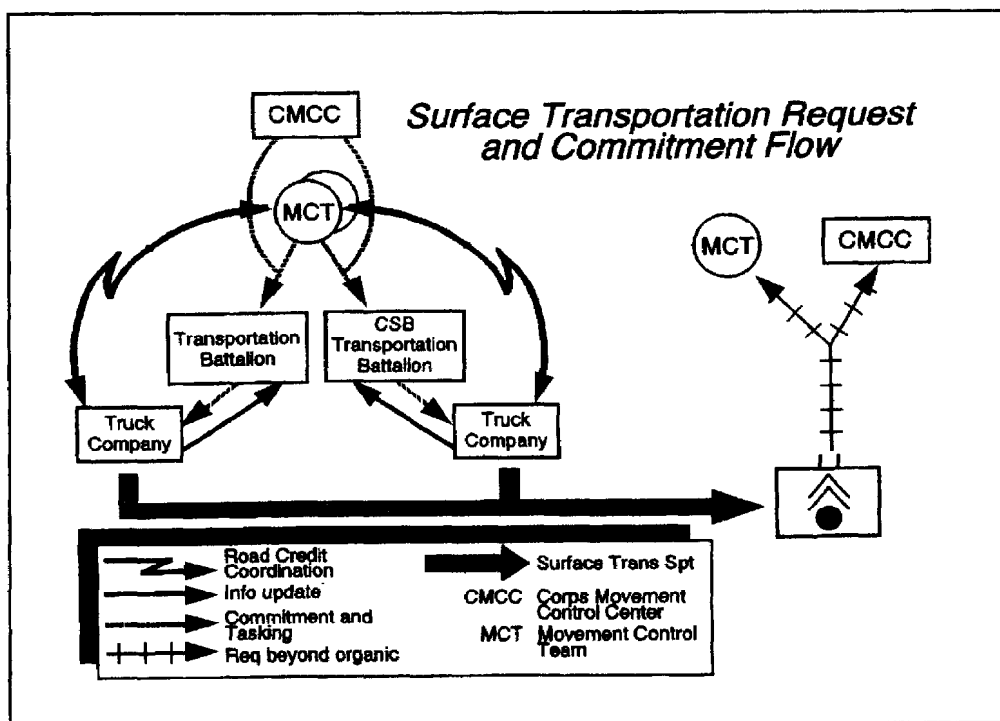 CMCC
Surface Transportation Request
and Commitment Flow
MCT
MCT
CMCC
Transportation
Battalion
CSB
Transportation
Battalion
Truck
Company
Truck
Company
Road Credit
Coordination
Info update
Commitment and
Tasking
Req beyond organic
Surface Trans Spt
CMCC Corps Movement
Control Center
MCT Movement Control
Team